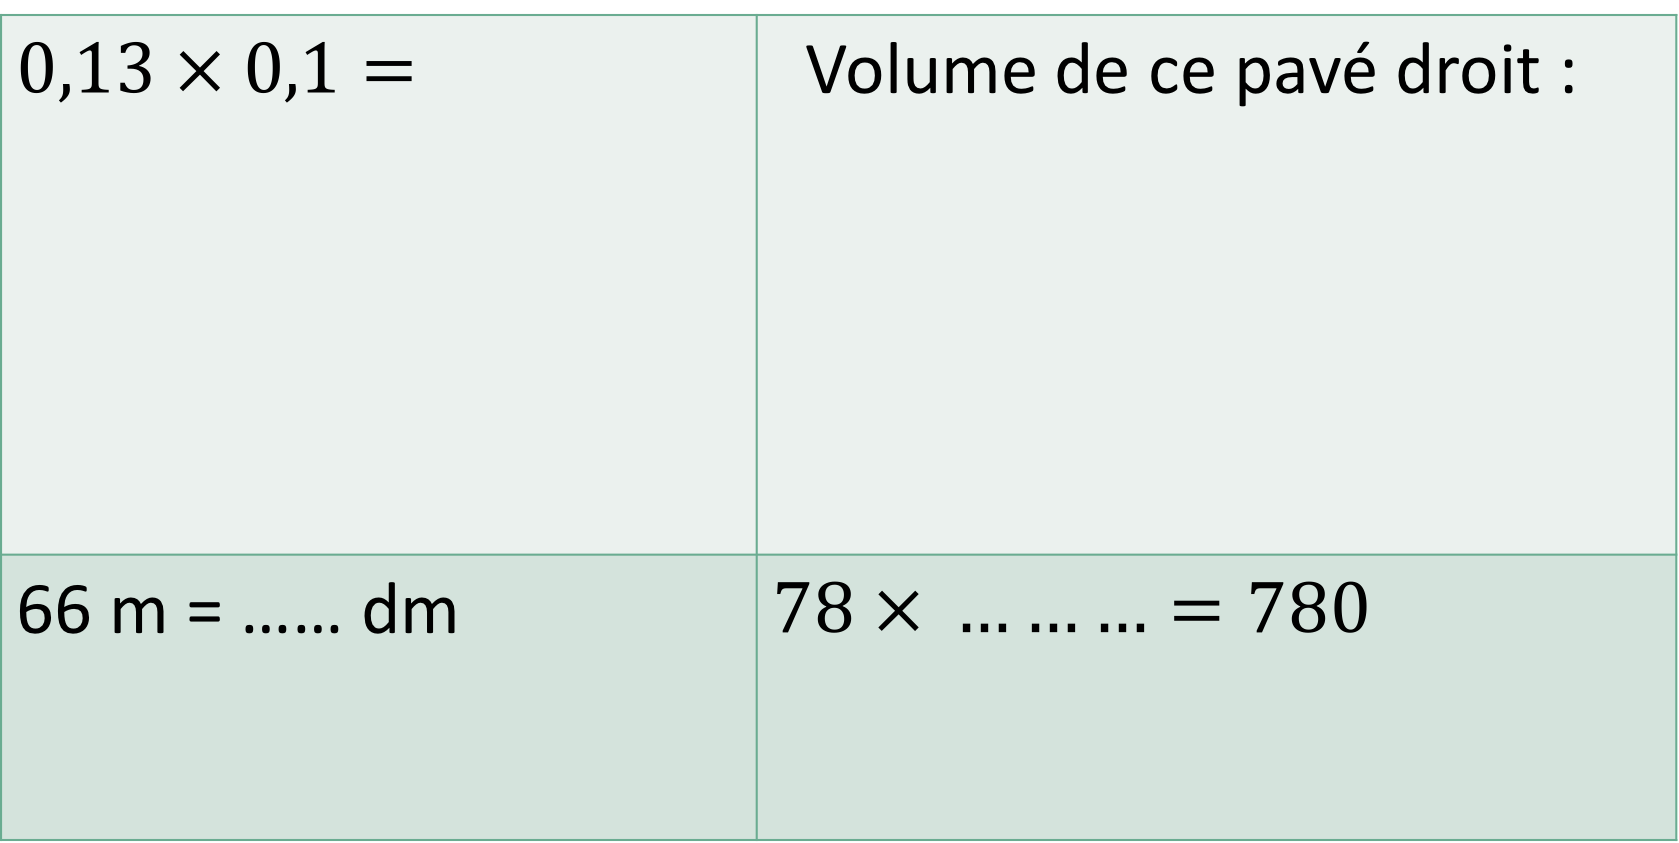 0,13 × 0,1 =
Volume de ce pavé droit :
66 m = …… dm
78 × … … … = 780